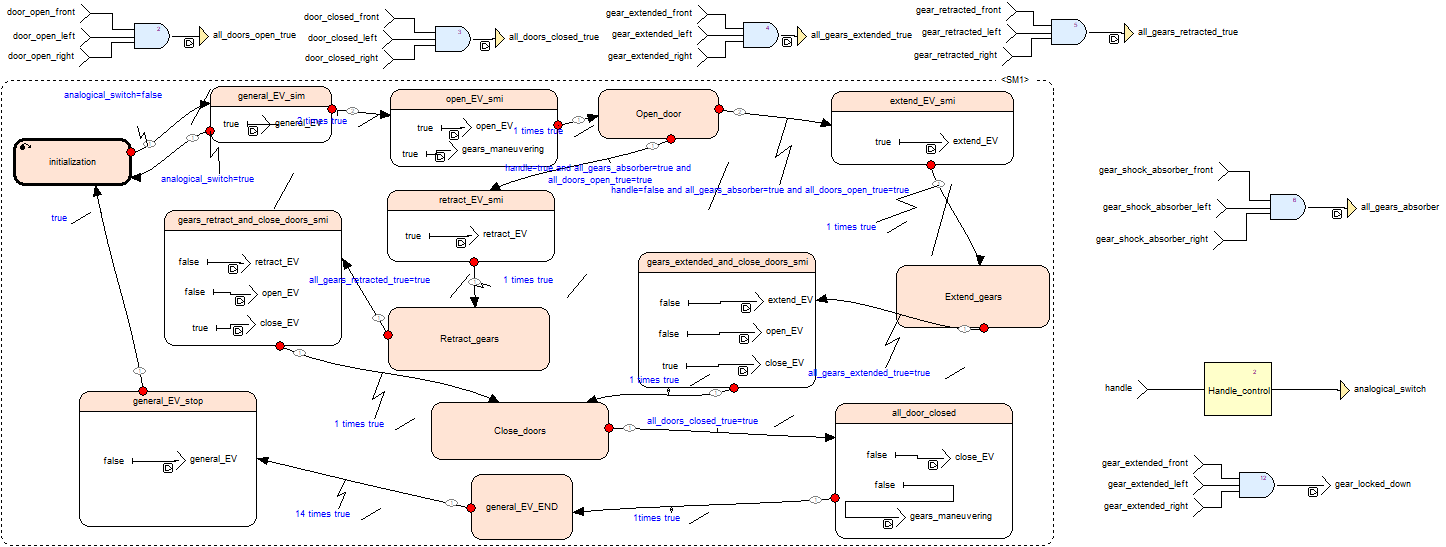 door_open_front
door_open_left
door_open_right
2
all_doors_open_true
door_closed_front
door_closed_left
door_closed_right
3
all_doors_closed_true
gear_extended_front
gear_extended_left
gear_extended_right
4
all_gears_extended_true
gear_retracted_front
gear_retracted_left
gear_retracted_right
5
all_gears_retracted_true
<SM1>
analogical_switch=false
general_EV_sim
true
general_EV
2 times true
open_EV_smi
true
open_EV
true
gears_maneuvering
1 times true
Open_door
extend_EV_smi
true
extend_EV
initialization
analogical_switch=true
handle=true and all_gears_absorber=true and
all_doors_open_true=true
handle=false and all_gears_absorber=true and all_doors_open_true=true
true
gears_retract_and_close_doors_smi
false
retract_EV
false
open_EV
true
close_EV
retract_EV_smi
true
retract_EV
1 times true
all_gears_retracted_true=true
1 times true
gears_extended_and_close_doors_smi
false
extend_EV
false
open_EV
true
close_EV
Extend_gears
Retract_gears
all_gears_extended_true=true
1 times true
general_EV_stop
false
general_EV
1 times true
Close_doors
all_doors_closed_true=true
all_door_closed
false
close_EV
false
gears_maneuvering
general_EV_END
14 times true
1times true
gear_shock_absorber_front
gear_shock_absorber_left
gear_shock_absorber_right
6
all_gears_absorber
handle
2
Handle_control
analogical_switch
gear_extended_front
gear_extended_left
gear_extended_right
12
gear_locked_down